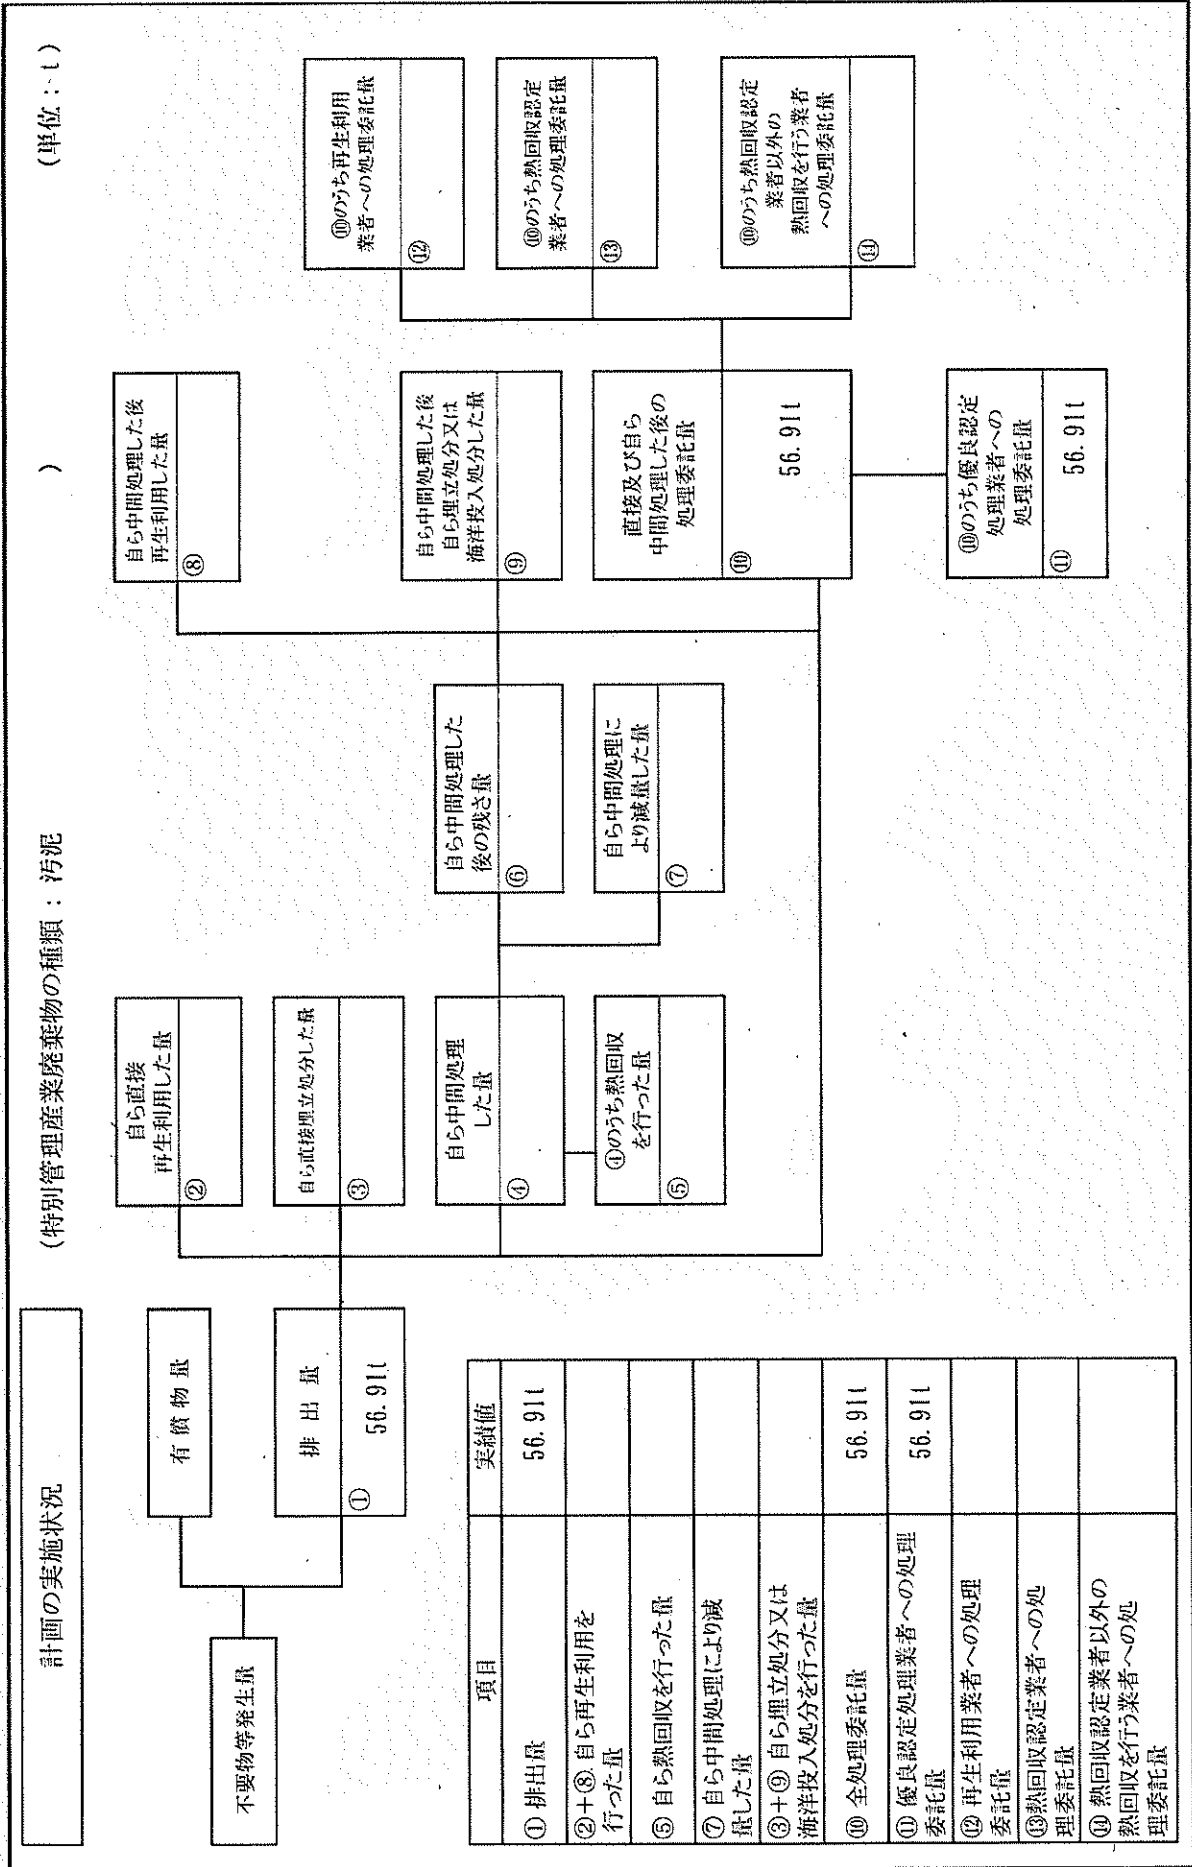 計画の実施状況
(特別管理産業廃棄物の種類 : 汚泥 )
(単位 : t)
不要物等発生量
有償物量
排出量
①
56.91t
自ら直接
再生利用した量
②
自ら直接埋立処分した量
③
自ら中間処理
した量
④
④のうち熱回収
を行った量
⑤
自ら中間処理した
後の残さ量
⑥
自ら中間処理に
より減量した量
⑦
自ら中間処理した後
再生利用した量
⑧
自ら中間処理した後
自ら埋立処分又は
海洋投入処分した量
⑨
直接及び自ら
中間処理した後の
処理委託量
⑩
56.91t
⑩のうち優良認定
処理業者への
処理委託量
⑪
56.91t
⑩のうち再生利用
業者への処理委託量
⑫
⑩のうち熱回収認定
業者への処理委託量
⑬
⑩のうち熱回収認定
業者以外の
熱回収を行う業者
への処理委託量
⑭
項目 実績値
①排出量 56.91t
②+⑧ 自ら再生利用を
行った量
⑤ 自ら熱回収を行った量
⑦ 自ら中間処理により減
量した量
③+⑨ 自ら埋立処分又は
海洋投入処分を行った量
⑩ 全処理委託量 56.91t
⑪ 優良認定処理業者への処理
委託量 56.91t
⑫ 再生利用業者への処理
委託量
⑬熱回収認定業者への処
理委託量
⑭ 熱回収認定業者以外の
熱回収を行う業者への処
理委託量